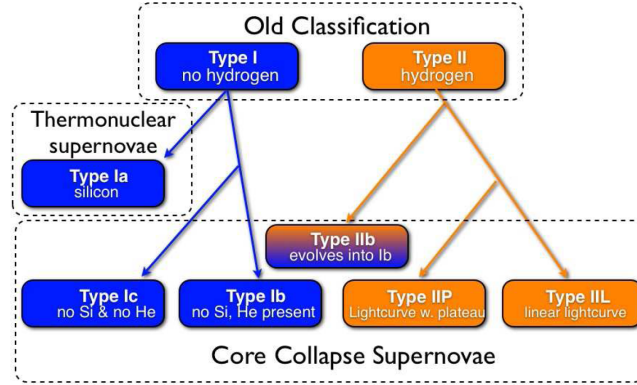 Old Classification
Type I
no hydrogen
Type II
hydrogen
Thermonuclear
supernovae
Type Ia
silicon
Type IIb
evolves into Ib
Type Ic
no Si & no He
Type Ib
no Si, He present
Type IIP
Lightcurve w. plateau
Type IIL
linear lightcurve
Core Collapse Supernovae